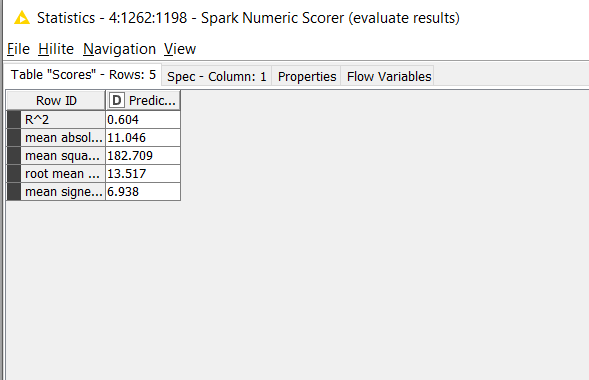 Statistics - 4:1262:1198 - Spark Numeric Scorer (evaluate results)
File Hilite Navigation View
Table "Scores" - Rows: 5 Spec - Column: 1 Properties Flow Variables
Row ID D Predic...
R^2 0.604
mean absol... 11.046
mean squa... 182.709
root mean ... 13.517
mean signe... 6.938